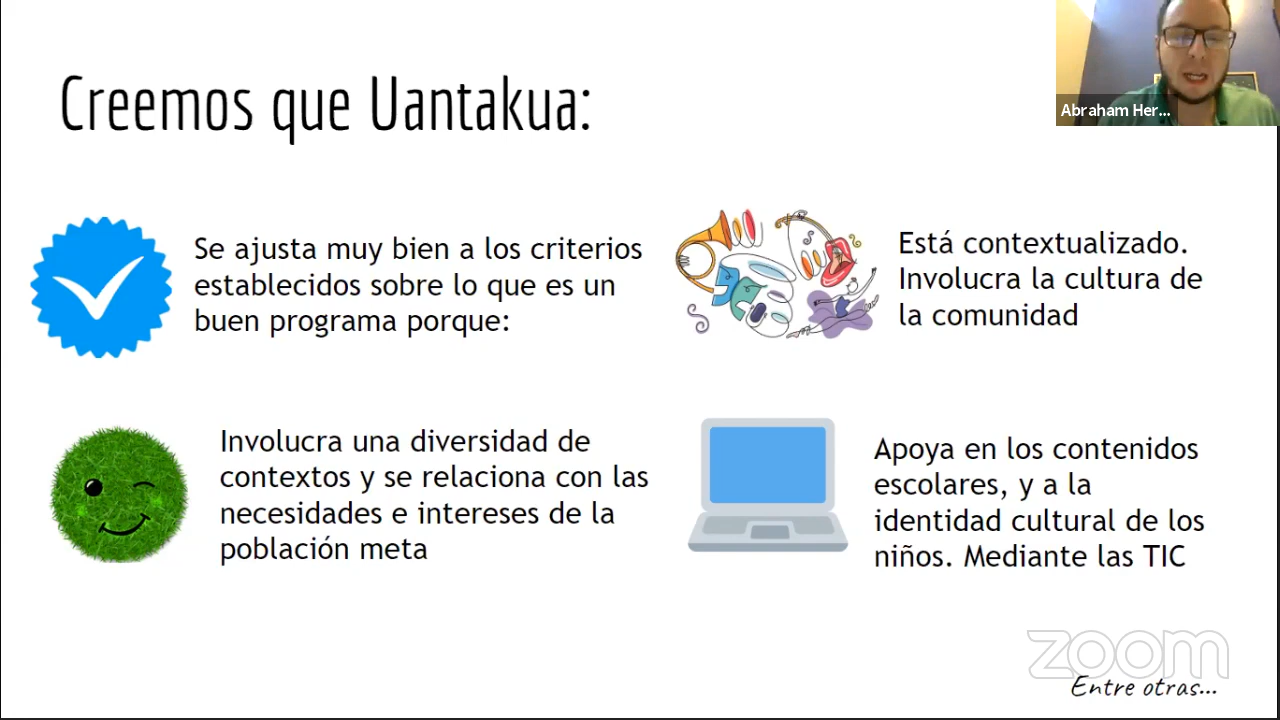 Creemos que Uantakua:
Abraham Her...
Se ajusta muy bien a los criterios
establecidos sobre lo que es un
buen programa porque:
Está contextualizado.
Involucra la cultura de
la comunidad
Involucra una diversidad de
contextos y se relaciona con las
necesidades e intereses de la
población meta
Apoya en los contenidos
escolares, y a la
identidad cultural de los
niños. Mediante las TIC
zoom
Entre otras...